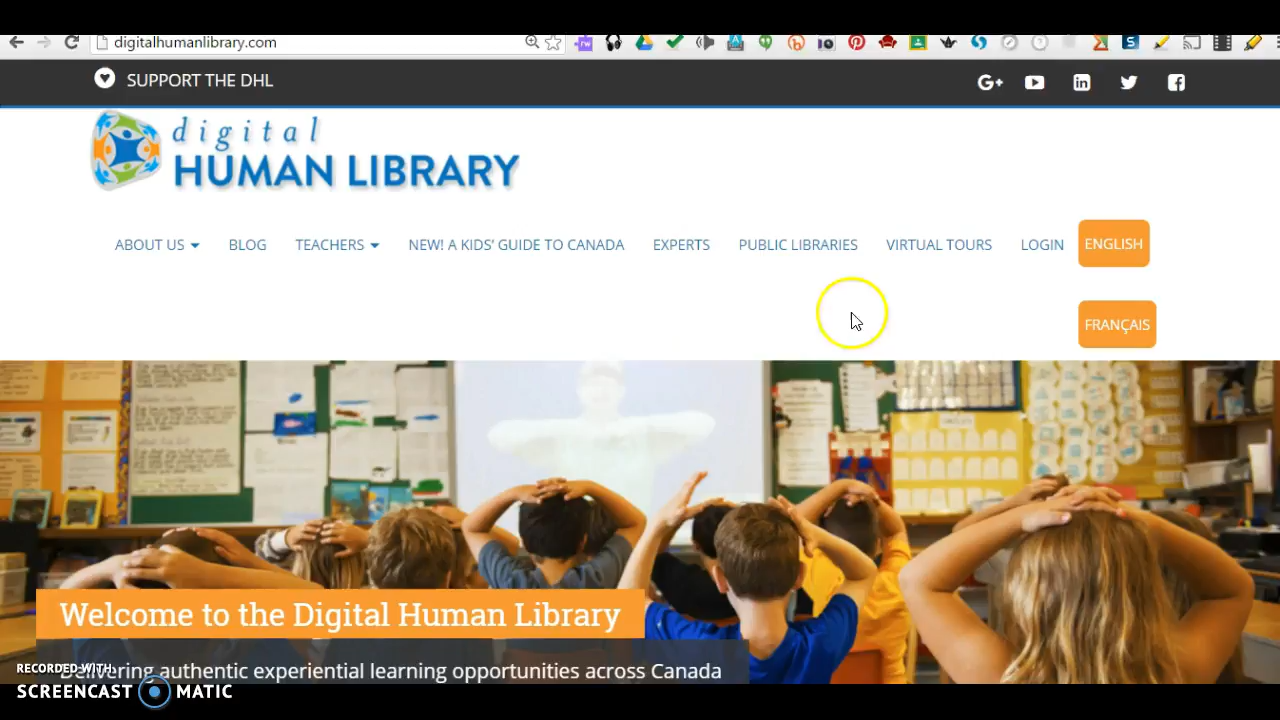 digitalhumanlibrary.com
SUPPORT THE DHL
digital
HUMAN LIBRARY
ABOUT US BLOG TEACHERS NEW! A KIDS' GUIDE TO CANADA EXPERTS PUBLIC LIBRARIES VIRTUAL TOURS LOGIN ENGLISH
FRANÇAIS
Welcome to the Digital Human Library
Delivering authentic experiential learning opportunities across Canada
RECORDED WITH
SCREENCAST MATIC